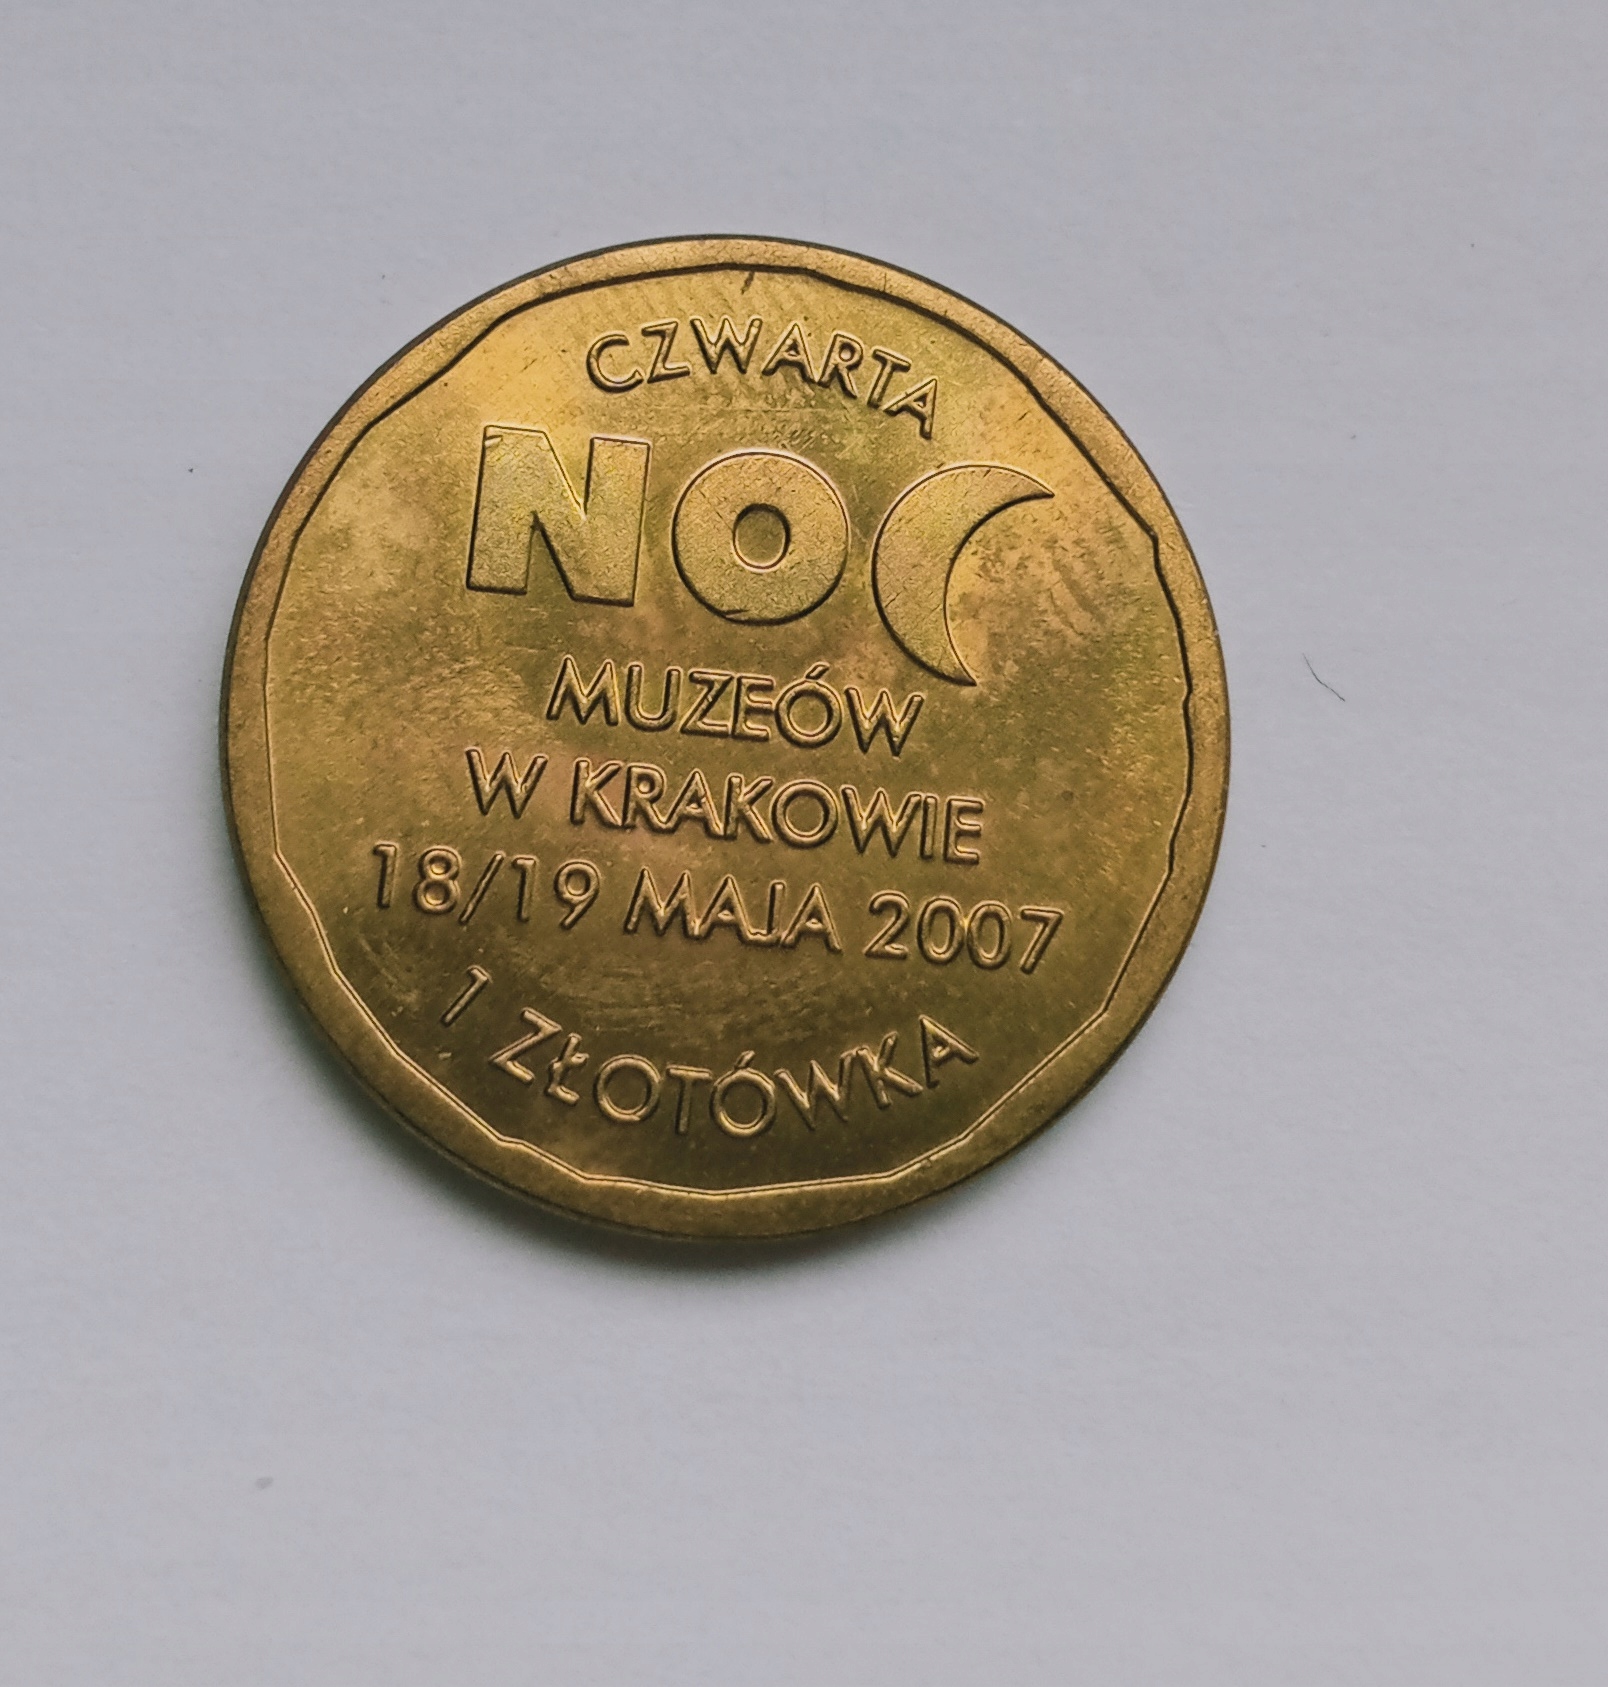 CZWARTA
NOC
MUZEÓW
W KRAKOWIE
18/19 MAJA 2007
1 ZŁOTÓWKA